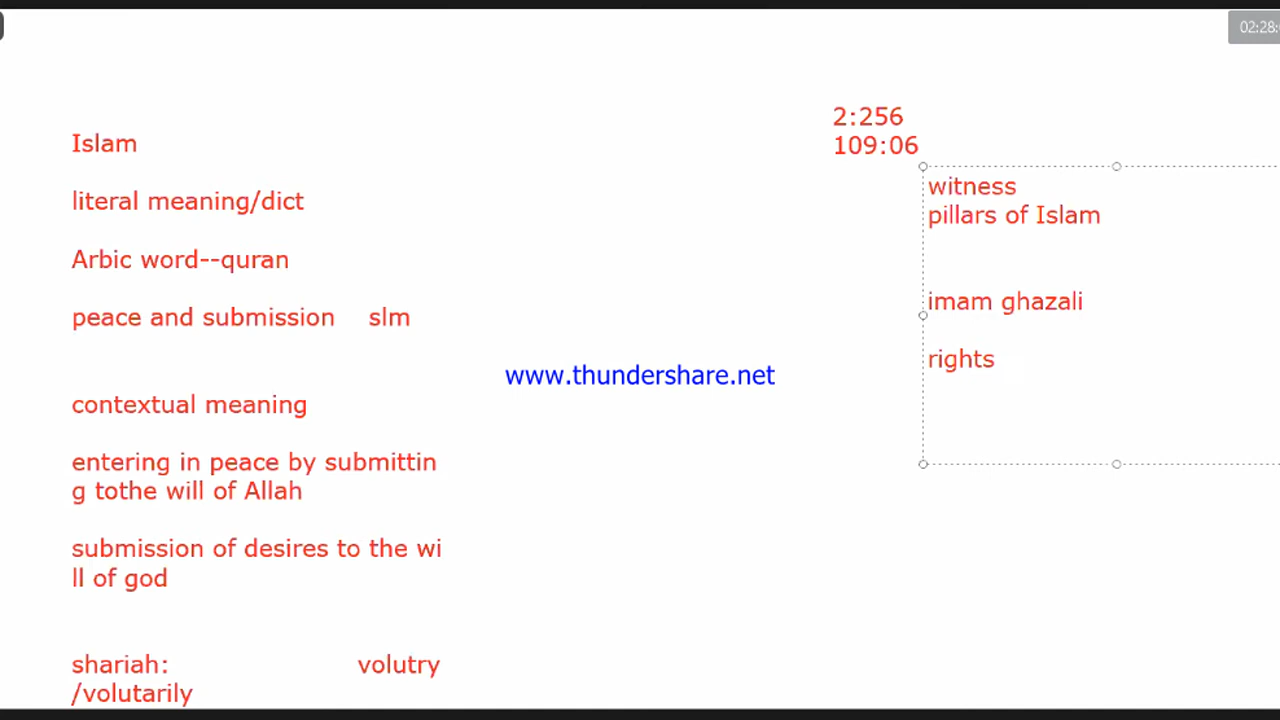 02:28:
Islam
literal meaning/dict
Arbic word--quran
peace and submission slm
contextual meaning
entering in peace by submittin
g tothe will of Allah
submission of desires to the wi
ll of god
shariah: volutry
/volutarily
www.thundershare.net
2:256
109:06
witness
pillars of Islam
imam ghazali
rights